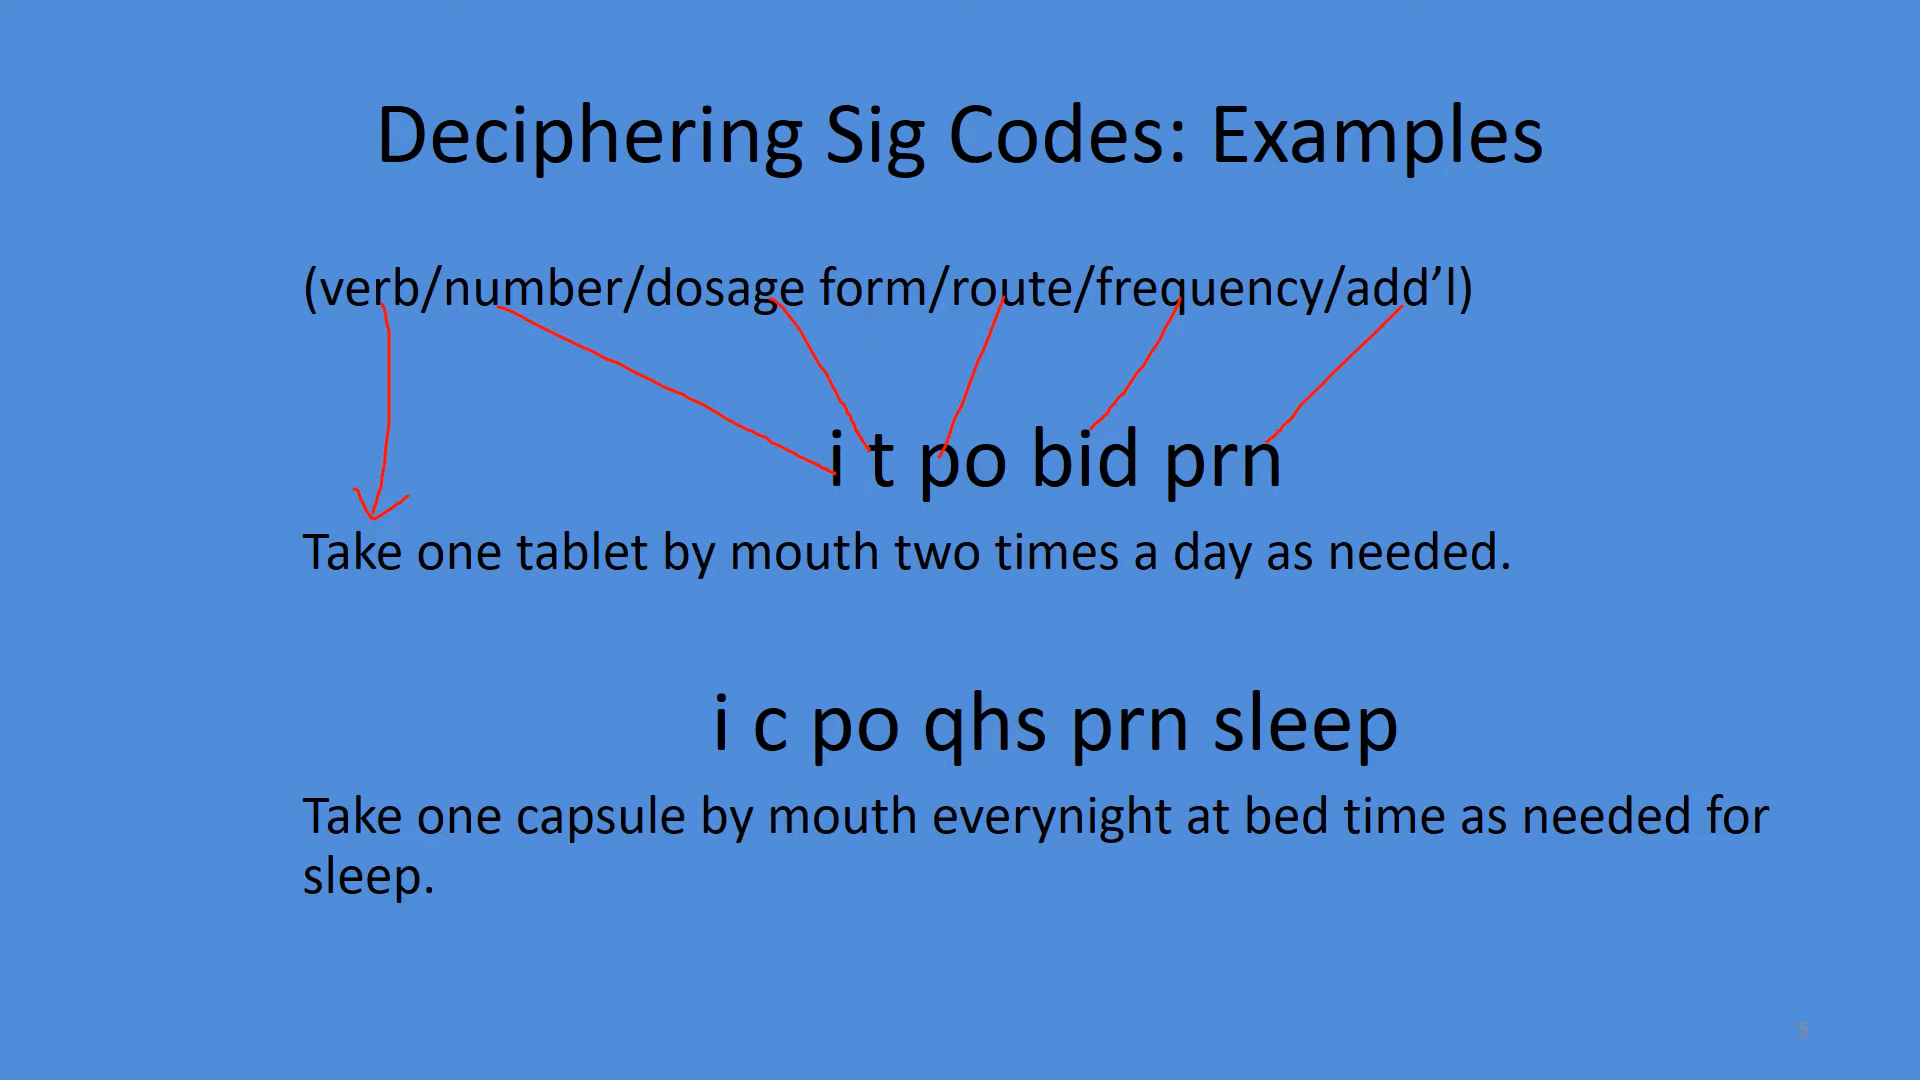 Deciphering Sig Codes: Examples
(verb/number/dosage form/route/frequency/add’l)
i t po bid prn
Take one tablet by mouth two times a day as needed.
i c po qhs prn sleep
Take one capsule by mouth everynight at bed time as needed for
sleep.
5